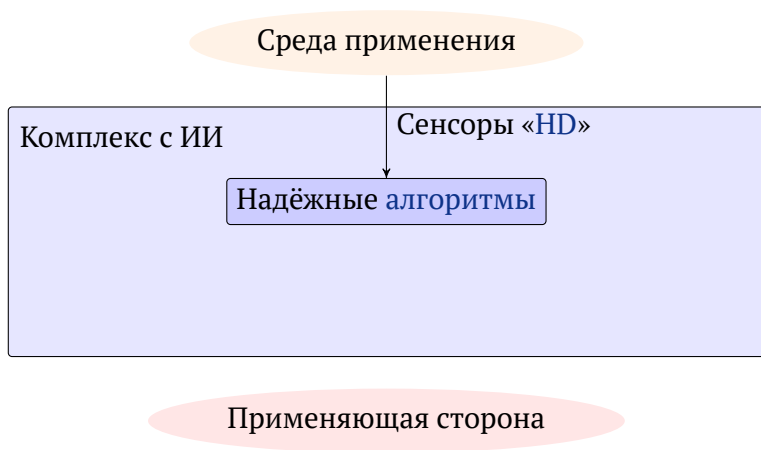 Среда применения
Сенсоры «HD»
Комплекс с ИИ
Надёжные алгоритмы
Применяющая сторона